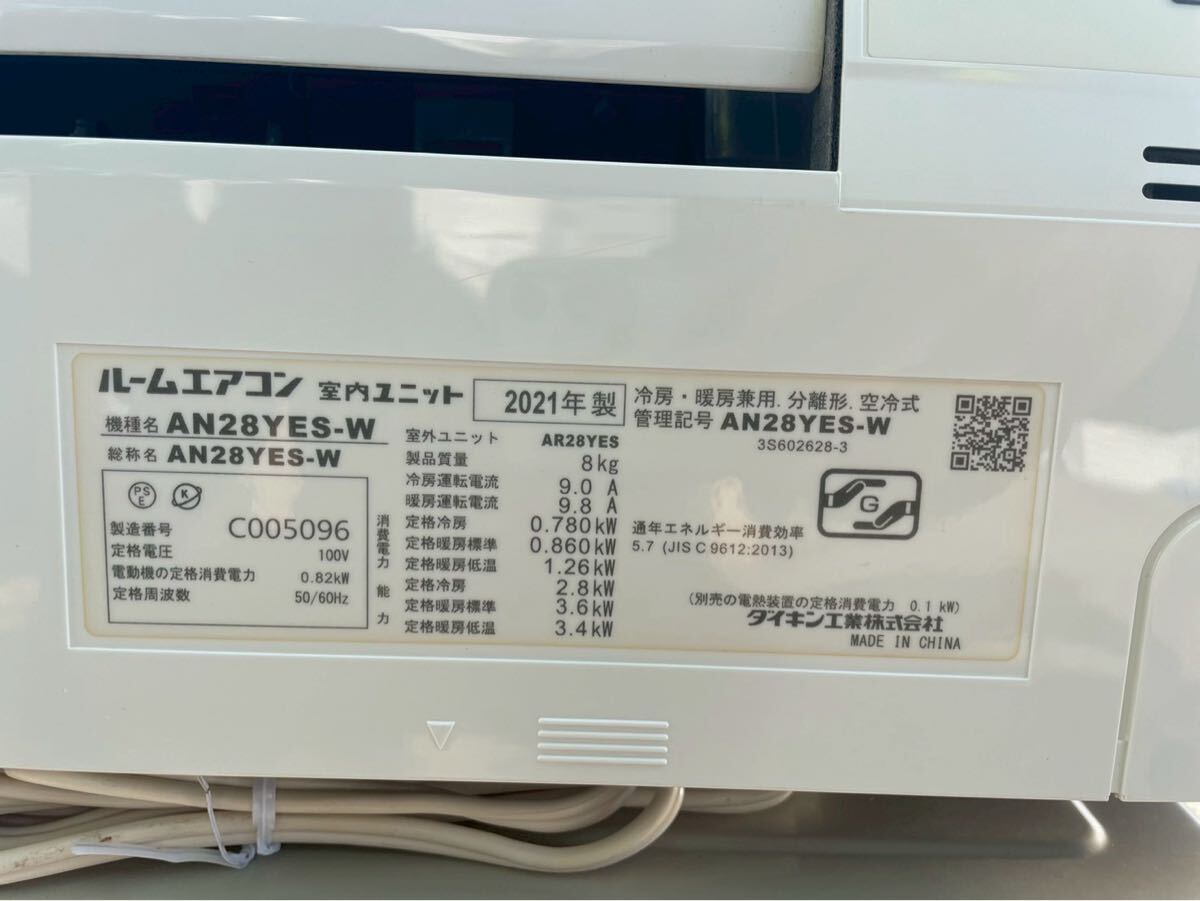 ルームエアコン 室内ユニット 2021年製
機種名 AN28YES-W
総称名 AN28YES-W
PS
E
K
製造番号 C005096
定格電圧 100V
電動機の定格消費電力 0.82kW
定格周波数 50/60Hz
室外ユニット AR28YES
製品質量 8kg
冷房運転電流 9.0 A
暖房運転電流 9.8 A
消費電力
定格冷房 0.780kW
定格暖房標準 0.860kW
定格暖房低温 1.26kW
能力
定格冷房 2.8kW
定格暖房標準 3.6kW
定格暖房低温 3.4kW
冷房・暖房兼用.分離形.空冷式
管理記号 AN28YES-W
3S602628-3
G
通年エネルギー消費効率
5.7 (JIS C 9612:2013)
(別売の電熱装置の定格消費電力 0.1 kW)
ダイキン工業株式会社
MADE IN CHINA